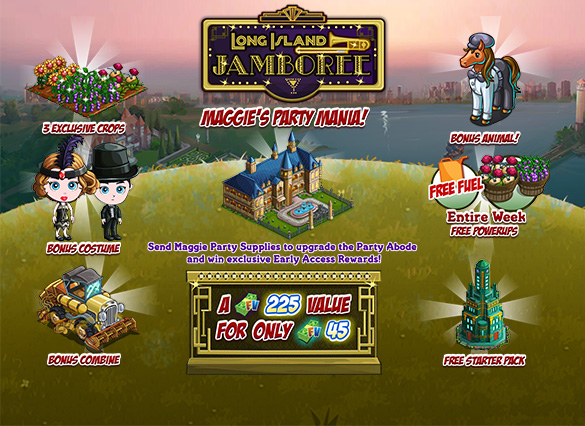 LONG ISLAND
JAMBOREE
MAGGIE'S PARTY MANIA!
3 EXCLUSIVE CROPS
BONUS ANIMAL!
FREE FUEL
Entire Week
FREE POWERUPS
BONUS COSTUME
Send Maggie Party Supplies to upgrade the Party Abode
and win exclusive Early Access Rewards!
A FV 225 VALUE
FOR ONLY FV 45
BONUS COMBINE
FREE STARTER PACK